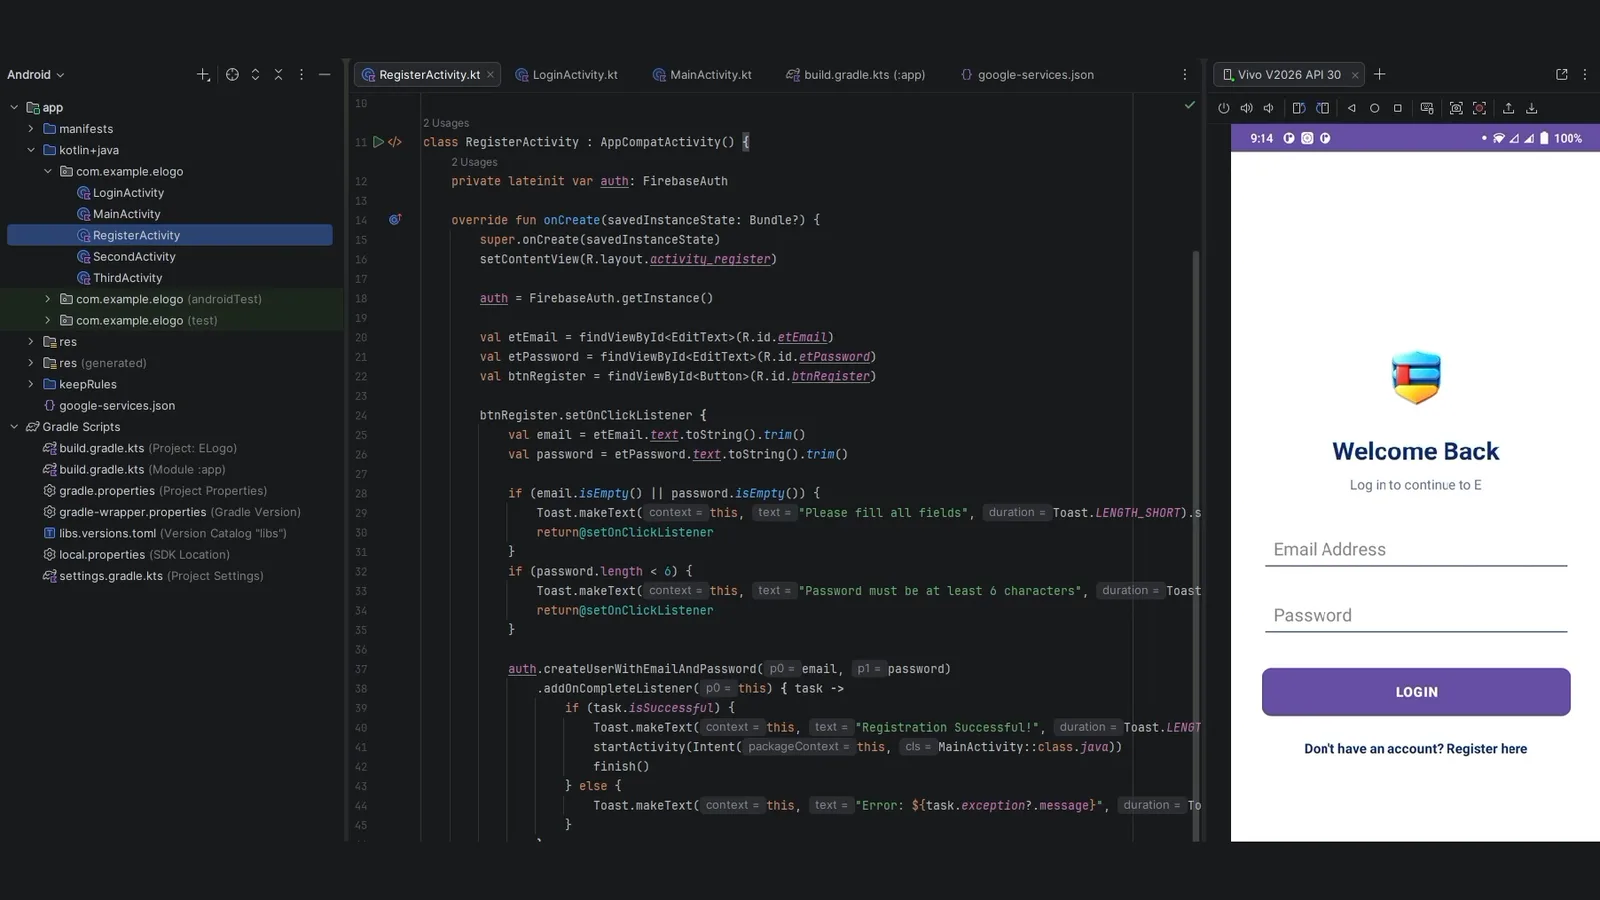 Android
RegisterActivity.kt
LoginActivity.kt
MainActivity.kt
build.gradle.kts (:app)
google-services.json
Vivo V2026 API 30
app
manifests
kotlin+java
com.example.elogo
LoginActivity
MainActivity
RegisterActivity
SecondActivity
ThirdActivity
com.example.elogo (androidTest)
com.example.elogo (test)
res
res (generated)
keepRules
google-services.json
Gradle Scripts
build.gradle.kts (Project: ELogo)
build.gradle.kts (Module :app)
gradle.properties (Project Properties)
gradle-wrapper.properties (Gradle Version)
libs.versions.toml (Version Catalog "libs")
local.properties (SDK Location)
settings.gradle.kts (Project Settings)
10
2 Usages
11 class RegisterActivity : AppCompatActivity() {
2 Usages
12 private lateinit var auth: FirebaseAuth
13
14 override fun onCreate(savedInstanceState: Bundle?) {
15 super.onCreate(savedInstanceState)
16 setContentView(R.layout.activity_register)
17
18 auth = FirebaseAuth.getInstance()
19
20 val etEmail = findViewById<EditText>(R.id.etEmail)
21 val etPassword = findViewById<EditText>(R.id.etPassword)
22 val btnRegister = findViewById<Button>(R.id.btnRegister)
23
24 btnRegister.setOnClickListener {
25 val email = etEmail.text.toString().trim()
26 val password = etPassword.text.toString().trim()
27
28 if (email.isEmpty() || password.isEmpty()) {
29 Toast.makeText( context = this, text = "Please fill all fields", duration = Toast.LENGTH_SHORT).s
30 return@setOnClickListener
31 }
32 if (password.length < 6) {
33 Toast.makeText( context = this, text = "Password must be at least 6 characters", duration = Toast
34 return@setOnClickListener
35 }
36
37 auth.createUserWithEmailAndPassword( p0 = email, p1 = password)
38 .addOnCompleteListener( p0 = this) { task ->
39 if (task.isSuccessful) {
40 Toast.makeText( context = this, text = "Registration Successful!", duration = Toast.LENGT
41 startActivity(Intent( packageContext = this, cls = MainActivity::class.java))
42 finish()
43 } else {
44 Toast.makeText( context = this, text = "Error: ${task.exception?.message}", duration = To
45 }
9:14
100%
Welcome Back
Log in to continue to E
Email Address
Password
LOGIN
Don't have an account? Register here